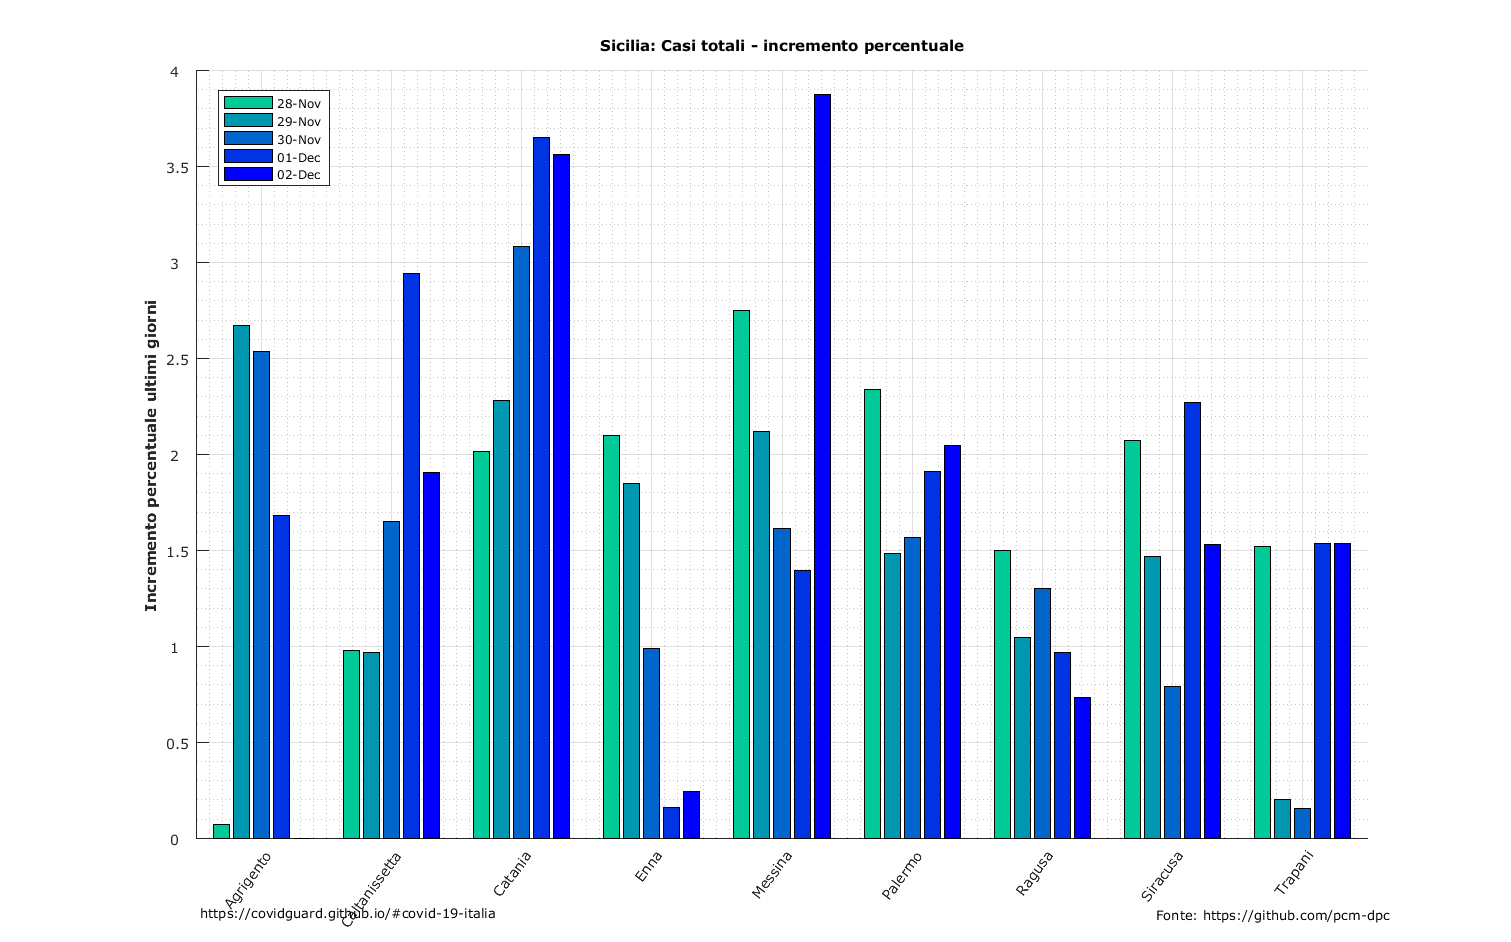 Sicilia: Casi totali - incremento percentuale
Incremento percentuale ultimi giorni
4
3.5
3
2.5
2
1.5
1
0.5
0
28-Nov
29-Nov
30-Nov
01-Dec
02-Dec
Agrigento
Caltanissetta
Catania
Enna
Messina
Palermo
Ragusa
Siracusa
Trapani
https://covidguard.github.io/#covid-19-italia
Fonte: https://github.com/pcm-dpc